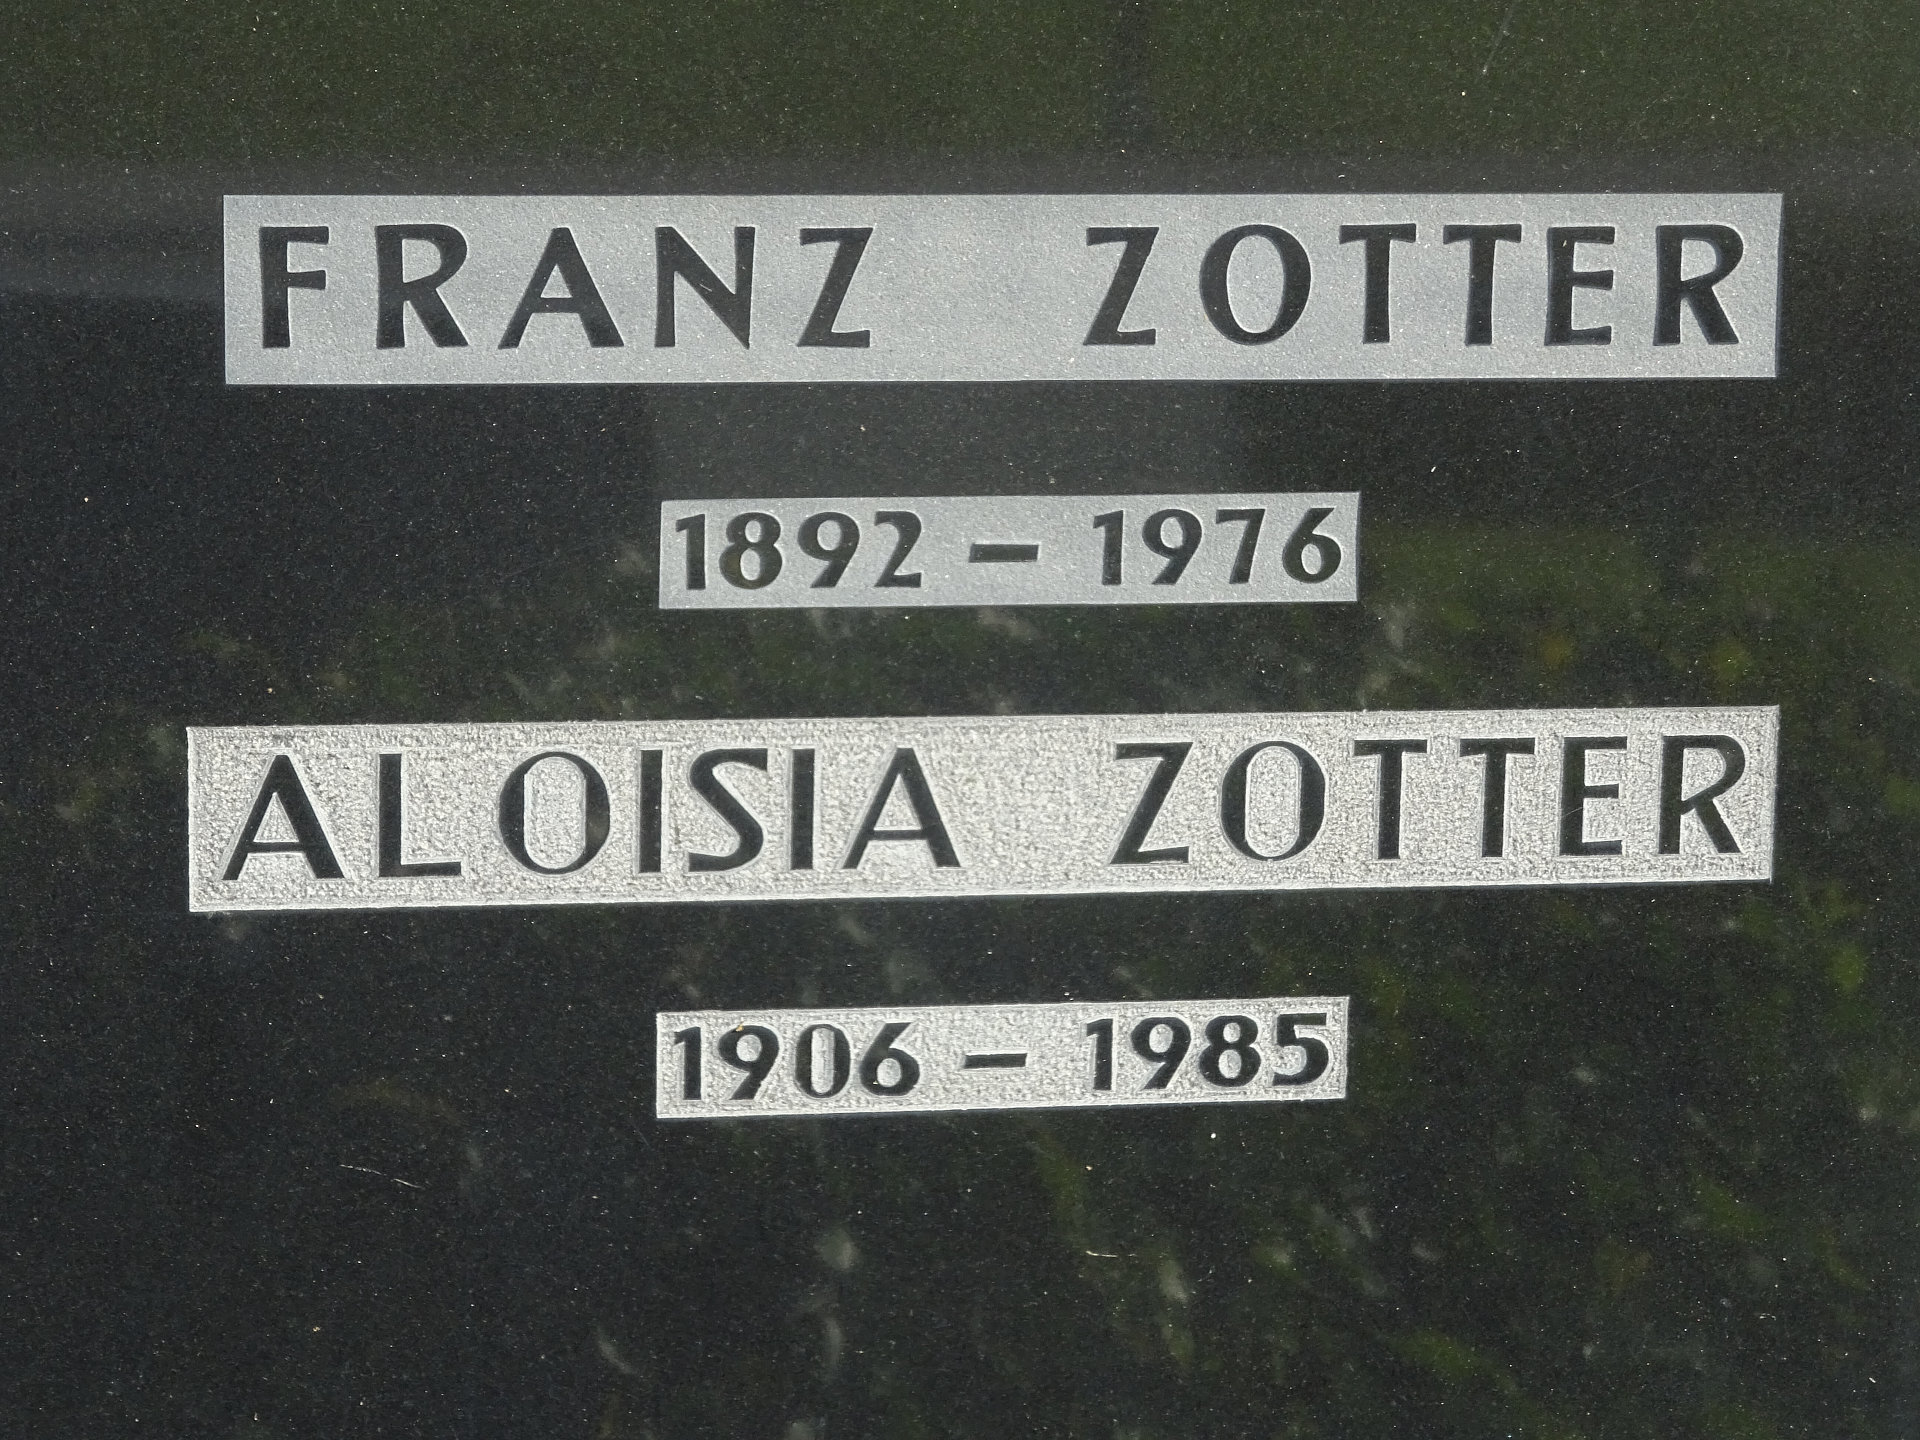 FRANZ ZOTTER
1892 – 1976
ALOISIA ZOTTER
1906 – 1985